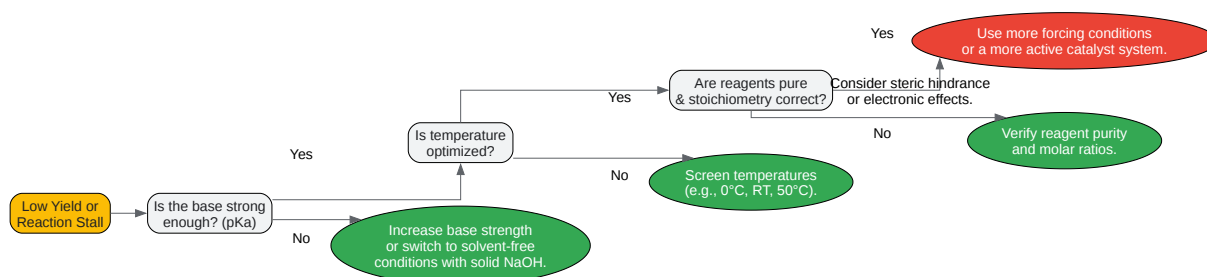 Low Yield or
Reaction Stall
Is the base strong
enough? (pKa)
Yes
No
Increase base strength
or switch to solvent-free
conditions with solid NaOH.
Is temperature
optimized?
Yes
No
Screen temperatures
(e.g., 0°C, RT, 50°C).
Are reagents pure
& stoichiometry correct?
Yes
Consider steric hindrance
or electronic effects.
No
Verify reagent purity
and molar ratios.
Use more forcing conditions
or a more active catalyst system.